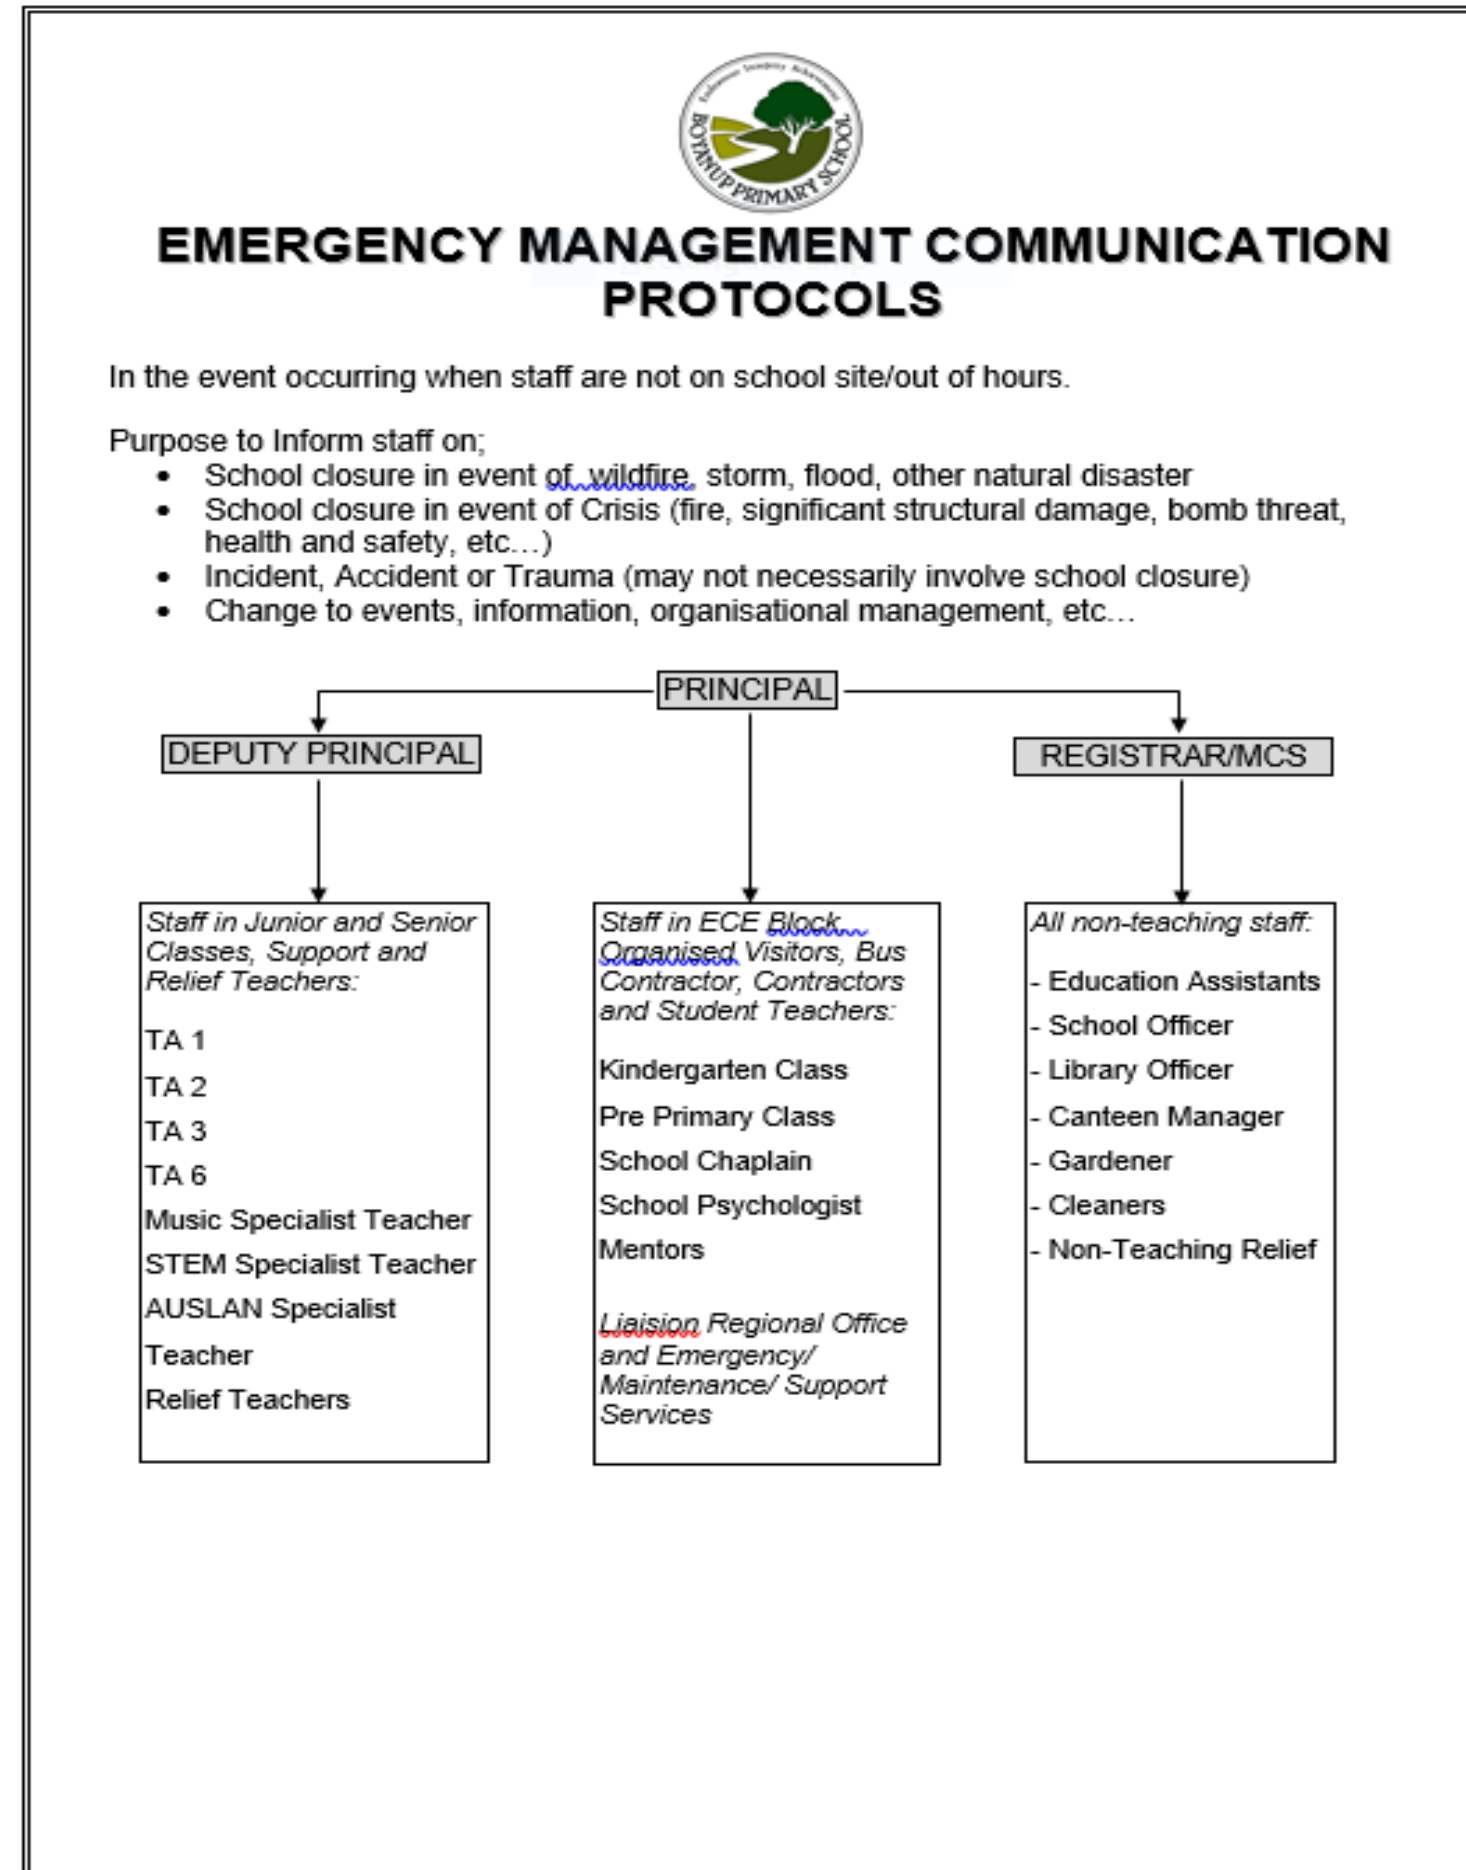 Endeavour Integrity Achievement
BOYANUP PRIMARY SCHOOL
EMERGENCY MANAGEMENT COMMUNICATION
PROTOCOLS
In the event occurring when staff are not on school site/out of hours.
Purpose to Inform staff on;
• School closure in event of  wildfire, storm, flood, other natural disaster
• School closure in event of Crisis (fire, significant structural damage, bomb threat,
health and safety, etc…)
• Incident, Accident or Trauma (may not necessarily involve school closure)
• Change to events, information, organisational management, etc…
PRINCIPAL
DEPUTY PRINCIPAL
REGISTRAR/MCS
Staff in Junior and Senior
Classes, Support and
Relief Teachers:
TA 1
TA 2
TA 3
TA 6
Music Specialist Teacher
STEM Specialist Teacher
AUSLAN Specialist
Teacher
Relief Teachers
Staff in ECE Block
Organised Visitors, Bus
Contractor, Contractors
and Student Teachers:
Kindergarten Class
Pre Primary Class
School Chaplain
School Psychologist
Mentors
Liaision Regional Office
and Emergency/
Maintenance/ Support
Services
All non-teaching staff:
- Education Assistants
- School Officer
- Library Officer
- Canteen Manager
- Gardener
- Cleaners
- Non-Teaching Relief